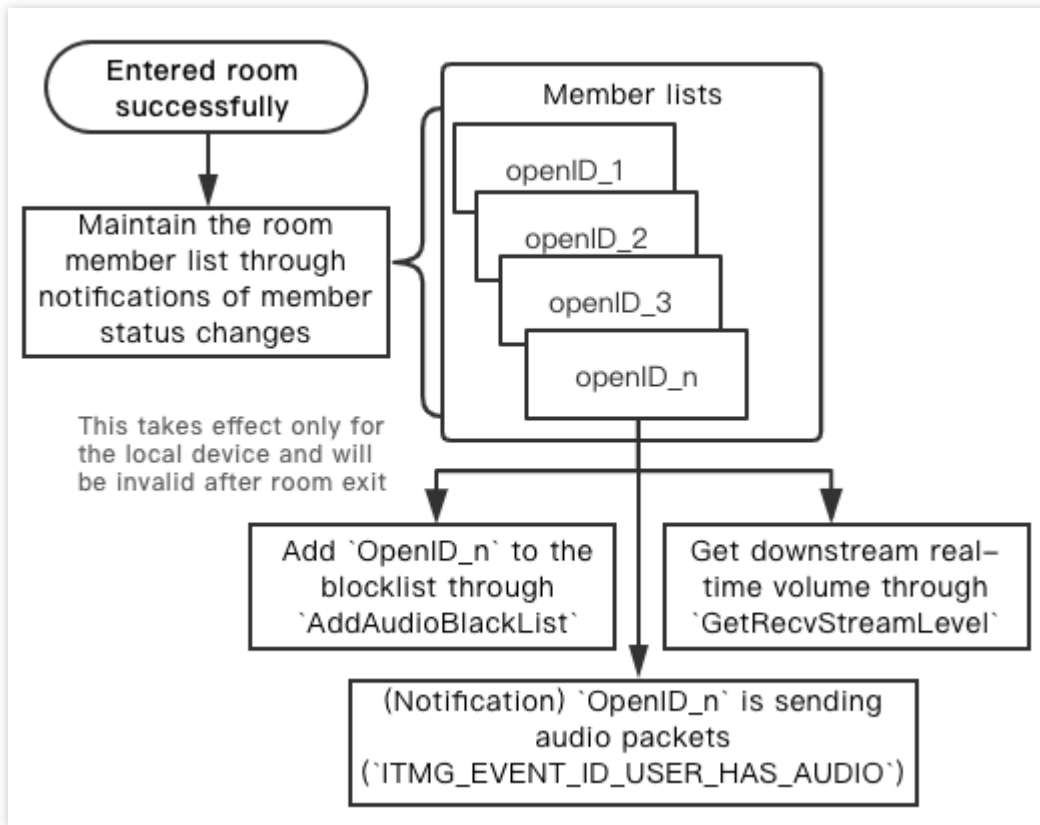 Entered room
successfully
Maintain the room
member list through
notifications of member
status changes
Member lists
openID_1
openID_2
openID_3
openID_n
This takes effect only for
the local device and will
be invalid after room exit
Add `OpenID_n` to the
blocklist through
`AddAudioBlackList`
Get downstream real-
time volume through
`GetRecvStreamLevel`
(Notification) `OpenID_n` is sending
audio packets
(`ITMG_EVENT_ID_USER_HAS_AUDIO`)